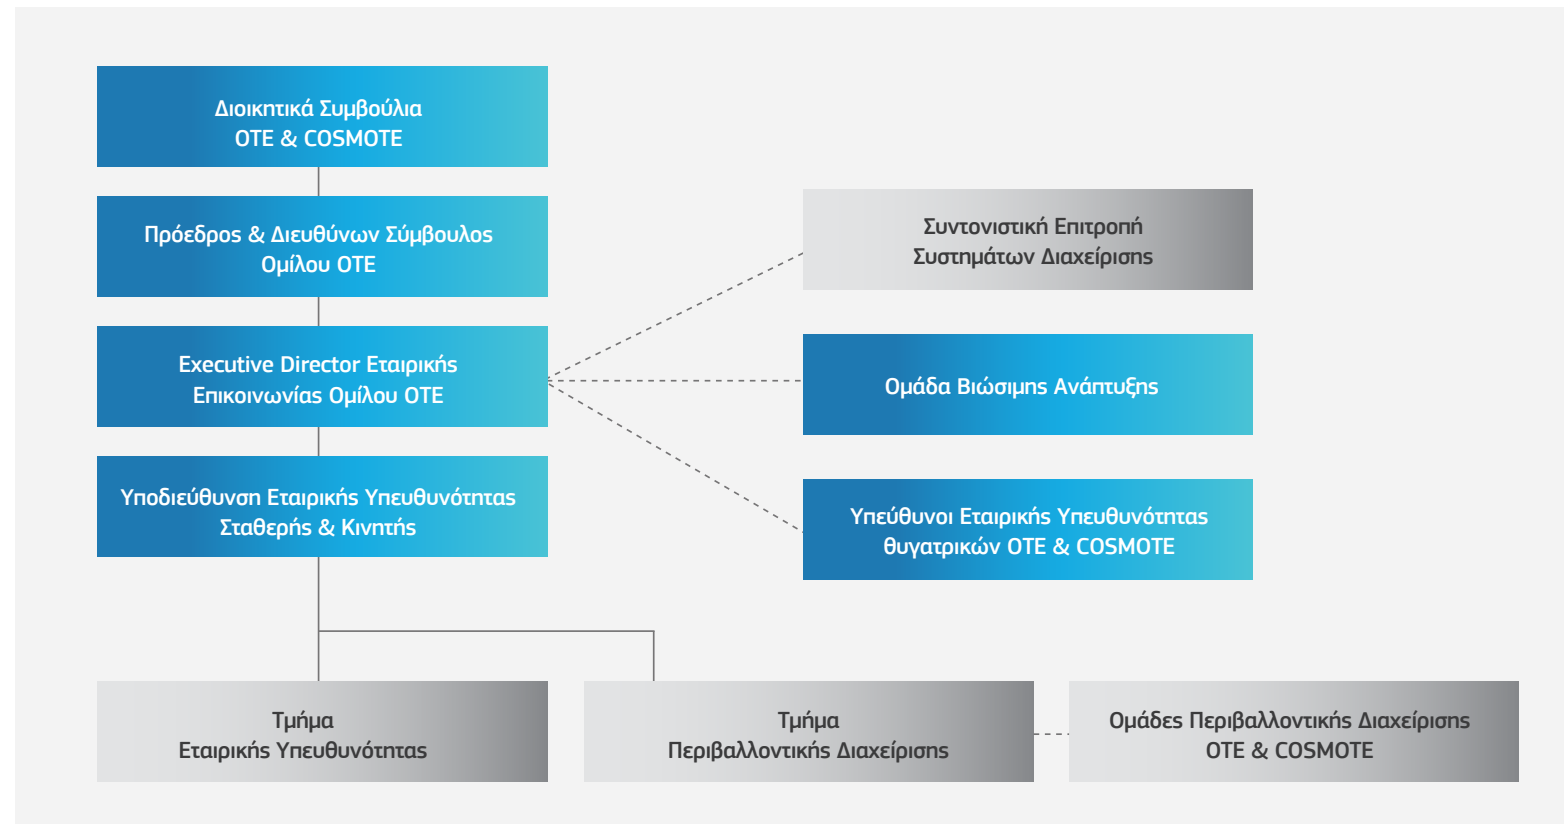 Διοικητικά Συμβούλια
ΟΤΕ & COSMOTE
Πρόεδρος & Διευθύνων Σύμβουλος
Ομίλου ΟΤΕ
Executive Director Εταιρικής
Επικοινωνίας Ομίλου ΟΤΕ
Υποδιεύθυνση Εταιρικής Υπευθυνότητας
Σταθερής & Κινητής
Συντονιστική Επιτροπή
Συστημάτων Διαχείρισης
Ομάδα Βιώσιμης Ανάπτυξης
Υπεύθυνοι Εταιρικής Υπευθυνότητας
θυγατρικών ΟΤΕ & COSMOTE
Τμήμα
Εταιρικής Υπευθυνότητας
Τμήμα
Περιβαλλοντικής Διαχείρισης
Ομάδες Περιβαλλοντικής Διαχείρισης
ΟΤΕ & COSMOTE